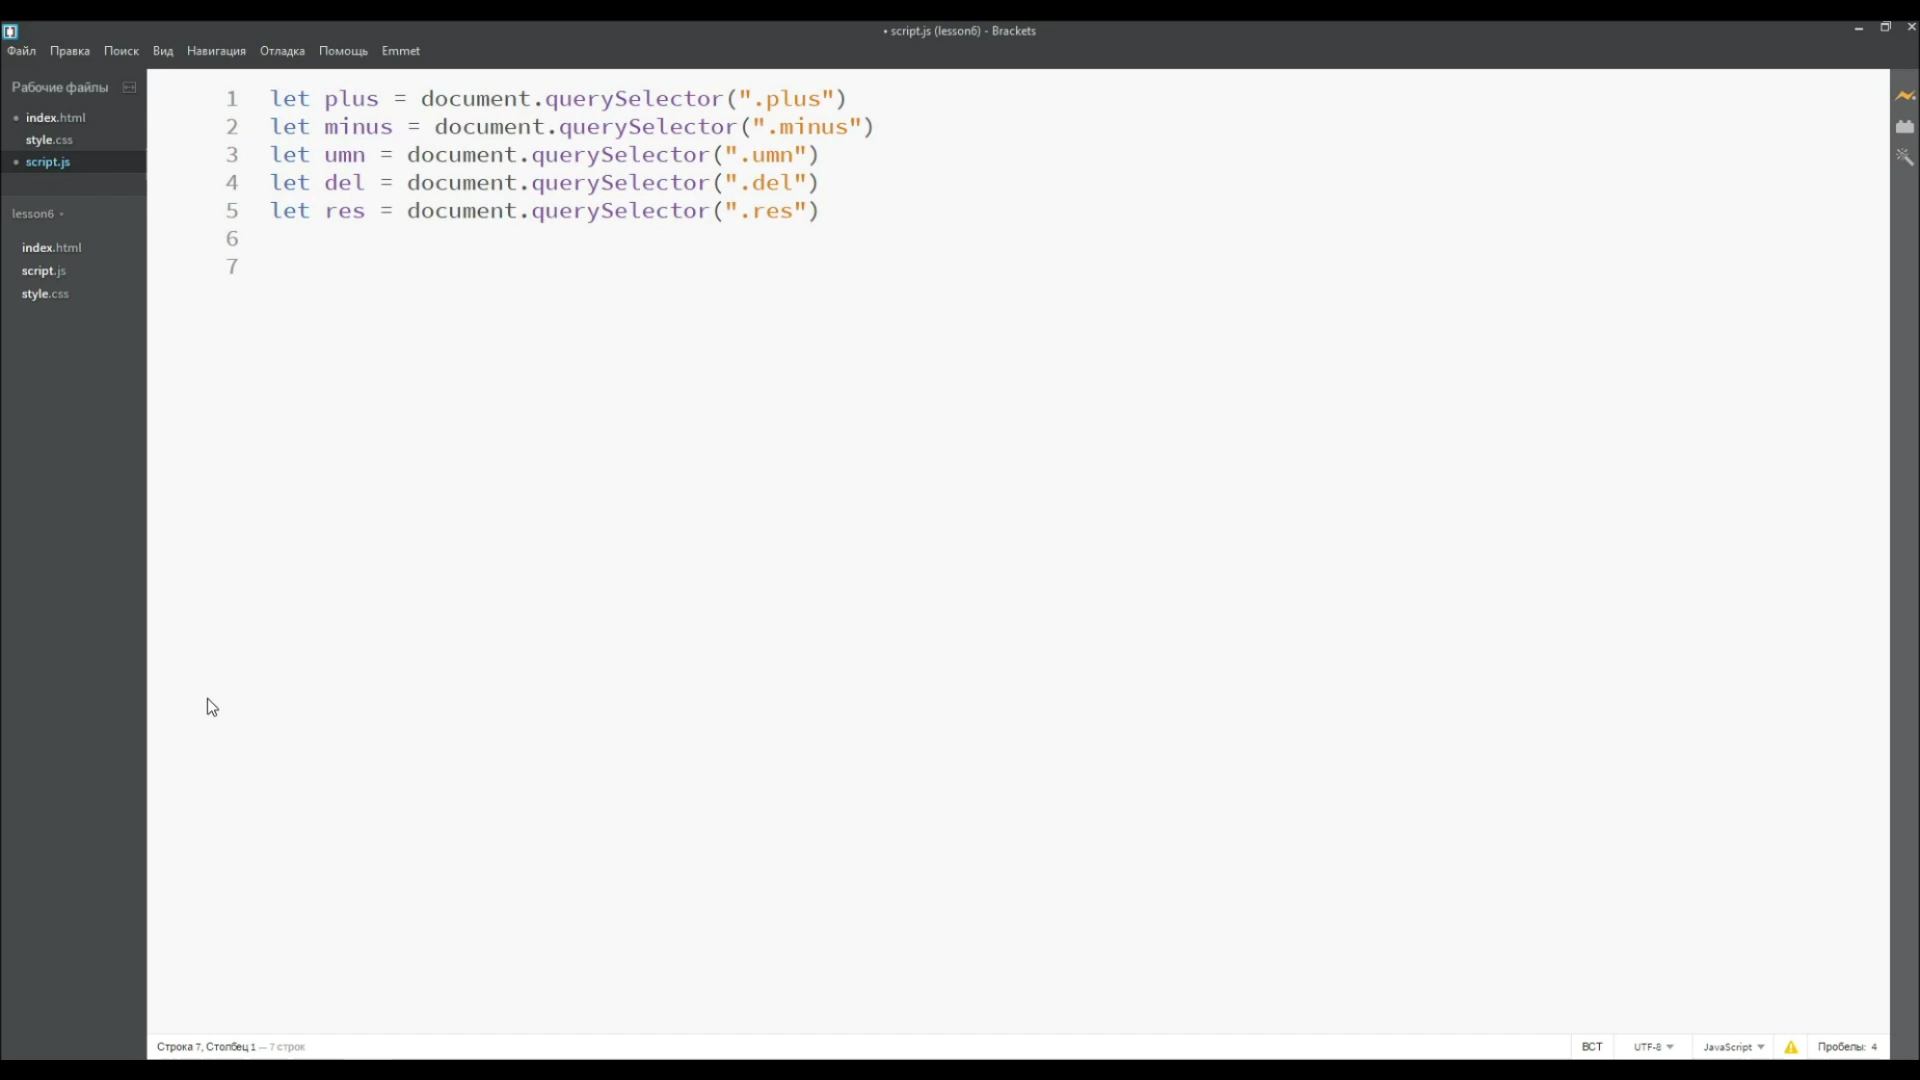 • script.js (lesson6) - Brackets
Файл Правка Поиск Вид Навигация Отладка Помощь Emmet
Рабочие файлы
• index.html
style.css
• script.js
lesson6
index.html
script.js
style.css
1 let plus = document.querySelector(".plus")
2 let minus = document.querySelector(".minus")
3 let umn = document.querySelector(".umn")
4 let del = document.querySelector(".del")
5 let res = document.querySelector(".res")
6
7
Строка 7, Столбец 1 — 7 строк
ВСТ UTF-8 JavaScript Пробелы: 4